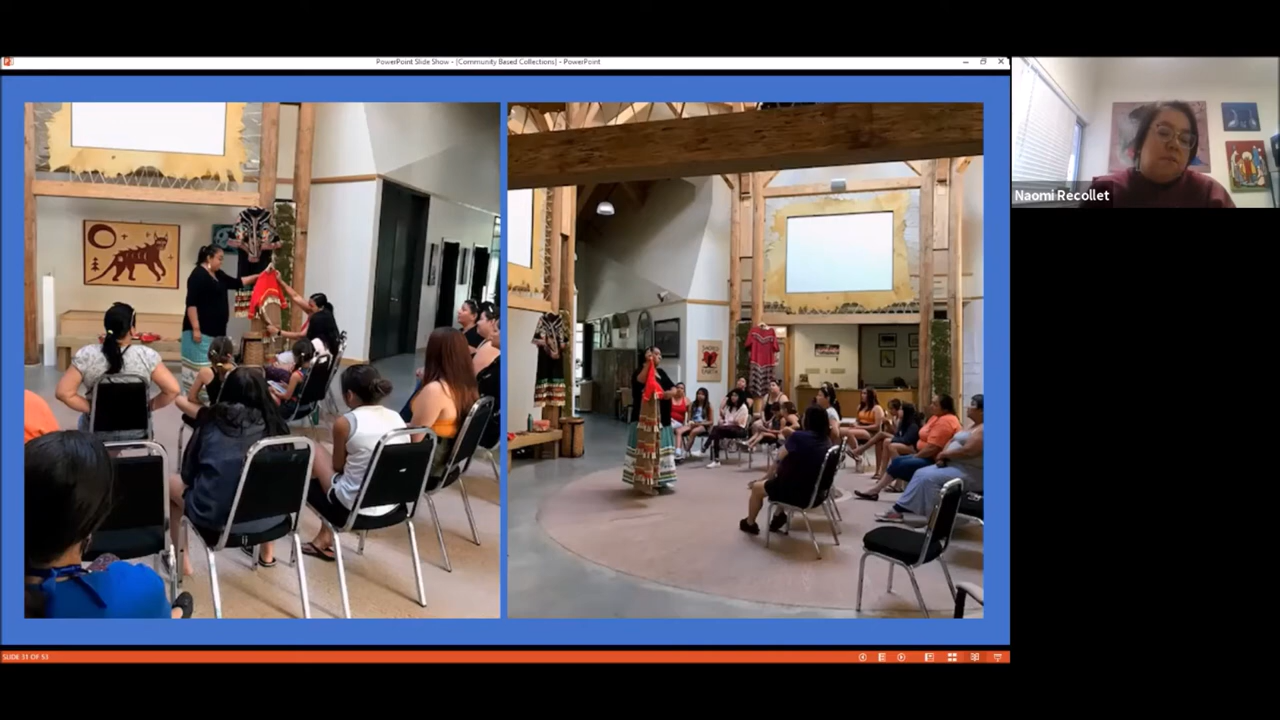 PowerPoint Slide Show - [Community Based Collections] - PowerPoint
Naomi Recollet
SLIDE 31 OF 53